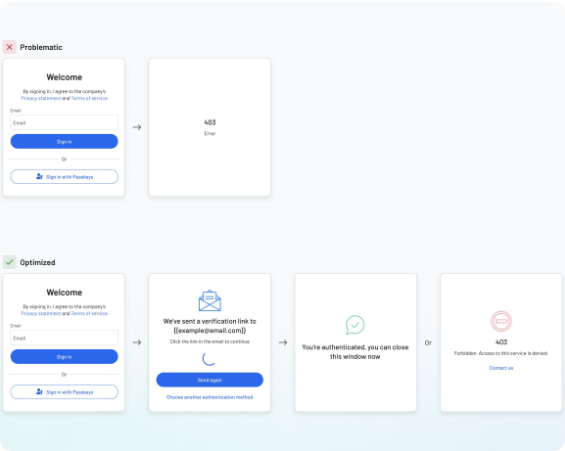 Problematic
Welcome
By signing in, I agree to the company's
Privacy statement and Terms of service
Email
Email
Sign in
Or
Sign in with Passkeys
403
Error
Optimized
Welcome
By signing in, I agree to the company's
Privacy statement and Terms of service
Email
Email
Sign in
Or
Sign in with Passkeys
We've sent a verification link to
{{example@email.com}}
Click the link in the email to continue
Send again
Choose another authentication method
You're authenticated, you can close
this window now
Or
403
Forbidden. Access to this service is denied.
Contact us